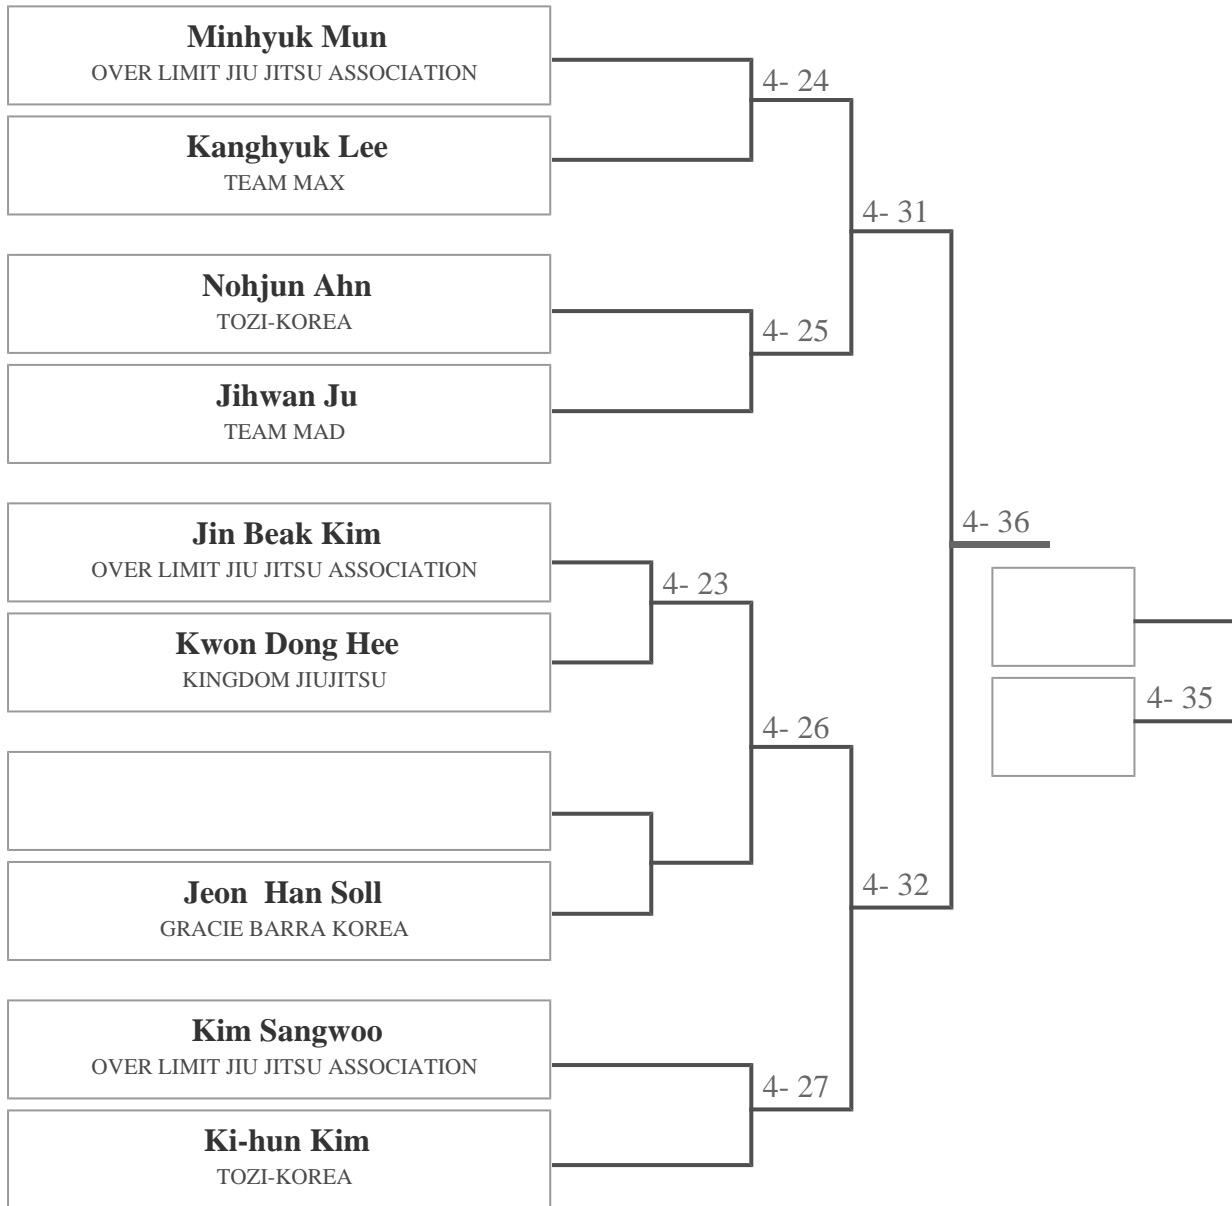 Minhyuk Mun
OVER LIMIT JIU JITSU ASSOCIATION
4- 24
Kanghyuk Lee
TEAM MAX
4- 31
Nohjun Ahn
TOZI-KOREA
4- 25
Jihwan Ju
TEAM MAD
Jin Beak Kim
OVER LIMIT JIU JITSU ASSOCIATION
4- 36
4- 23
Kwon Dong Hee
KINGDOM JIUJITSU
4- 35
4- 26
Jeon  Han Soll
GRACIE BARRA KOREA
4- 32
Kim Sangwoo
OVER LIMIT JIU JITSU ASSOCIATION
4- 27
Ki-hun Kim
TOZI-KOREA